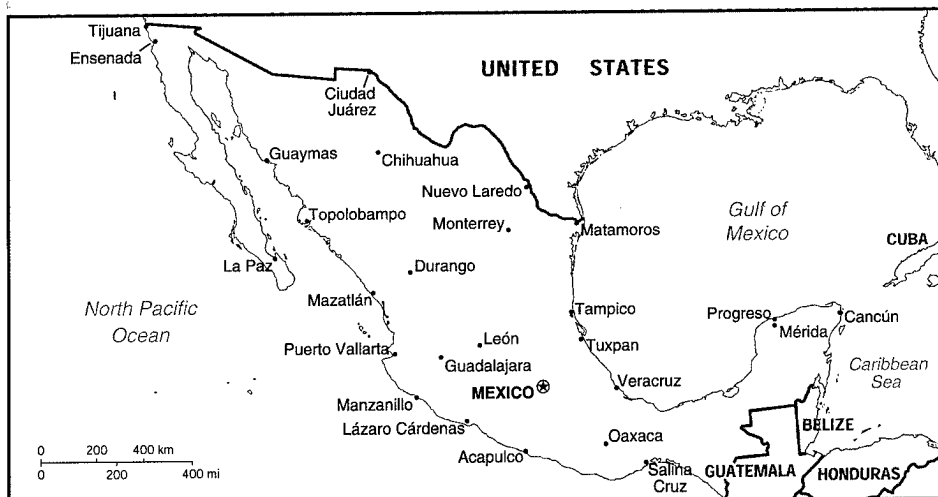 Tijuana
Ensenada
UNITED STATES
Ciudad
Juárez
Guaymas
Chihuahua
Nuevo Laredo
Topolobampo
Monterrey
Matamoros
Gulf of
Mexico
CUBA
La Paz
Durango
Mazatlán
North Pacific
Ocean
Tampico
Progreso
Cancún
Mérida
Puerto Vallarta
León
Guadalajara
Tuxpan
Caribbean
Sea
MEXICO
Veracruz
Manzanillo
Lázaro Cárdenas
BELIZE
Oaxaca
Acapulco
Salina
Cruz
GUATEMALA
HONDURAS
0 200 400 km
0 200 400 mi